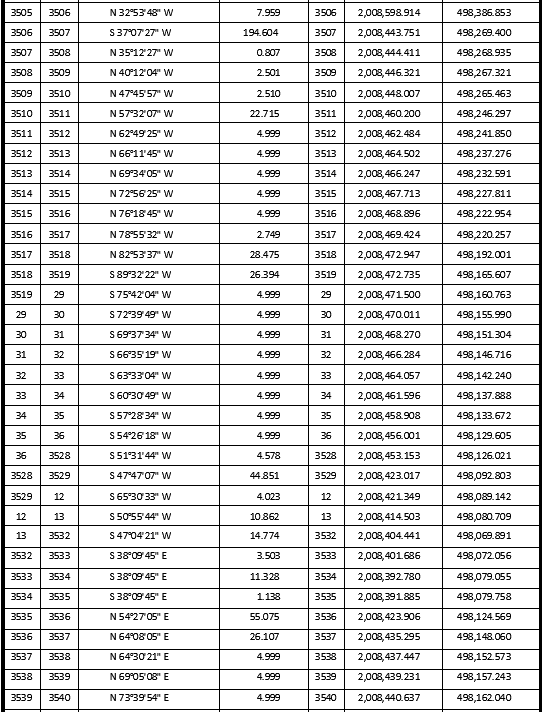 3505 3506 N 32°53'48" W 7.959 3506 2,008,598.914 498,386.853
3506 3507 S 37°07'27" W 194.604 3507 2,008,443.751 498,269.400
3507 3508 N 35°12'27" W 0.807 3508 2,008,444.411 498,268.935
3508 3509 N 40°12'04" W 2.501 3509 2,008,446.321 498,267.321
3509 3510 N 47°45'57" W 2.510 3510 2,008,448.007 498,265.463
3510 3511 N 57°32'07" W 22.715 3511 2,008,460.200 498,246.297
3511 3512 N 62°49'25" W 4.999 3512 2,008,462.484 498,241.850
3512 3513 N 66°11'45" W 4.999 3513 2,008,464.502 498,237.276
3513 3514 N 69°34'05" W 4.999 3514 2,008,466.247 498,232.591
3514 3515 N 72°56'25" W 4.999 3515 2,008,467.713 498,227.811
3515 3516 N 76°18'45" W 4.999 3516 2,008,468.896 498,222.954
3516 3517 N 78°55'32" W 2.749 3517 2,008,469.424 498,220.257
3517 3518 N 82°53'37" W 28.475 3518 2,008,472.947 498,192.001
3518 3519 S 89°32'22" W 26.394 3519 2,008,472.735 498,165.607
3519 29 S 75°42'04" W 4.999 29 2,008,471.500 498,160.763
29 30 S 72°39'49" W 4.999 30 2,008,470.011 498,155.990
30 31 S 69°37'34" W 4.999 31 2,008,468.270 498,151.304
31 32 S 66°35'19" W 4.999 32 2,008,466.284 498,146.716
32 33 S 63°33'04" W 4.999 33 2,008,464.057 498,142.240
33 34 S 60°30'49" W 4.999 34 2,008,461.596 498,137.888
34 35 S 57°28'34" W 4.999 35 2,008,458.908 498,133.672
35 36 S 54°26'18" W 4.999 36 2,008,456.001 498,129.605
36 3528 S 51°31'44" W 4.578 3528 2,008,453.153 498,126.021
3528 3529 S 47°47'07" W 44.851 3529 2,008,423.017 498,092.803
3529 12 S 65°30'33" W 4.023 12 2,008,421.349 498,089.142
12 13 S 50°55'44" W 10.862 13 2,008,414.503 498,080.709
13 3532 S 47°04'21" W 14.774 3532 2,008,404.441 498,069.891
3532 3533 S 38°09'45" E 3.503 3533 2,008,401.686 498,072.056
3533 3534 S 38°09'45" E 11.328 3534 2,008,392.780 498,079.055
3534 3535 S 38°09'45" E 1.138 3535 2,008,391.885 498,079.758
3535 3536 N 54°27'05" E 55.075 3536 2,008,423.906 498,124.569
3536 3537 N 64°08'05" E 26.107 3537 2,008,435.295 498,148.060
3537 3538 N 64°30'21" E 4.999 3538 2,008,437.447 498,152.573
3538 3539 N 69°05'08" E 4.999 3539 2,008,439.231 498,157.243
3539 3540 N 73°39'54" E 4.999 3540 2,008,440.637 498,162.040